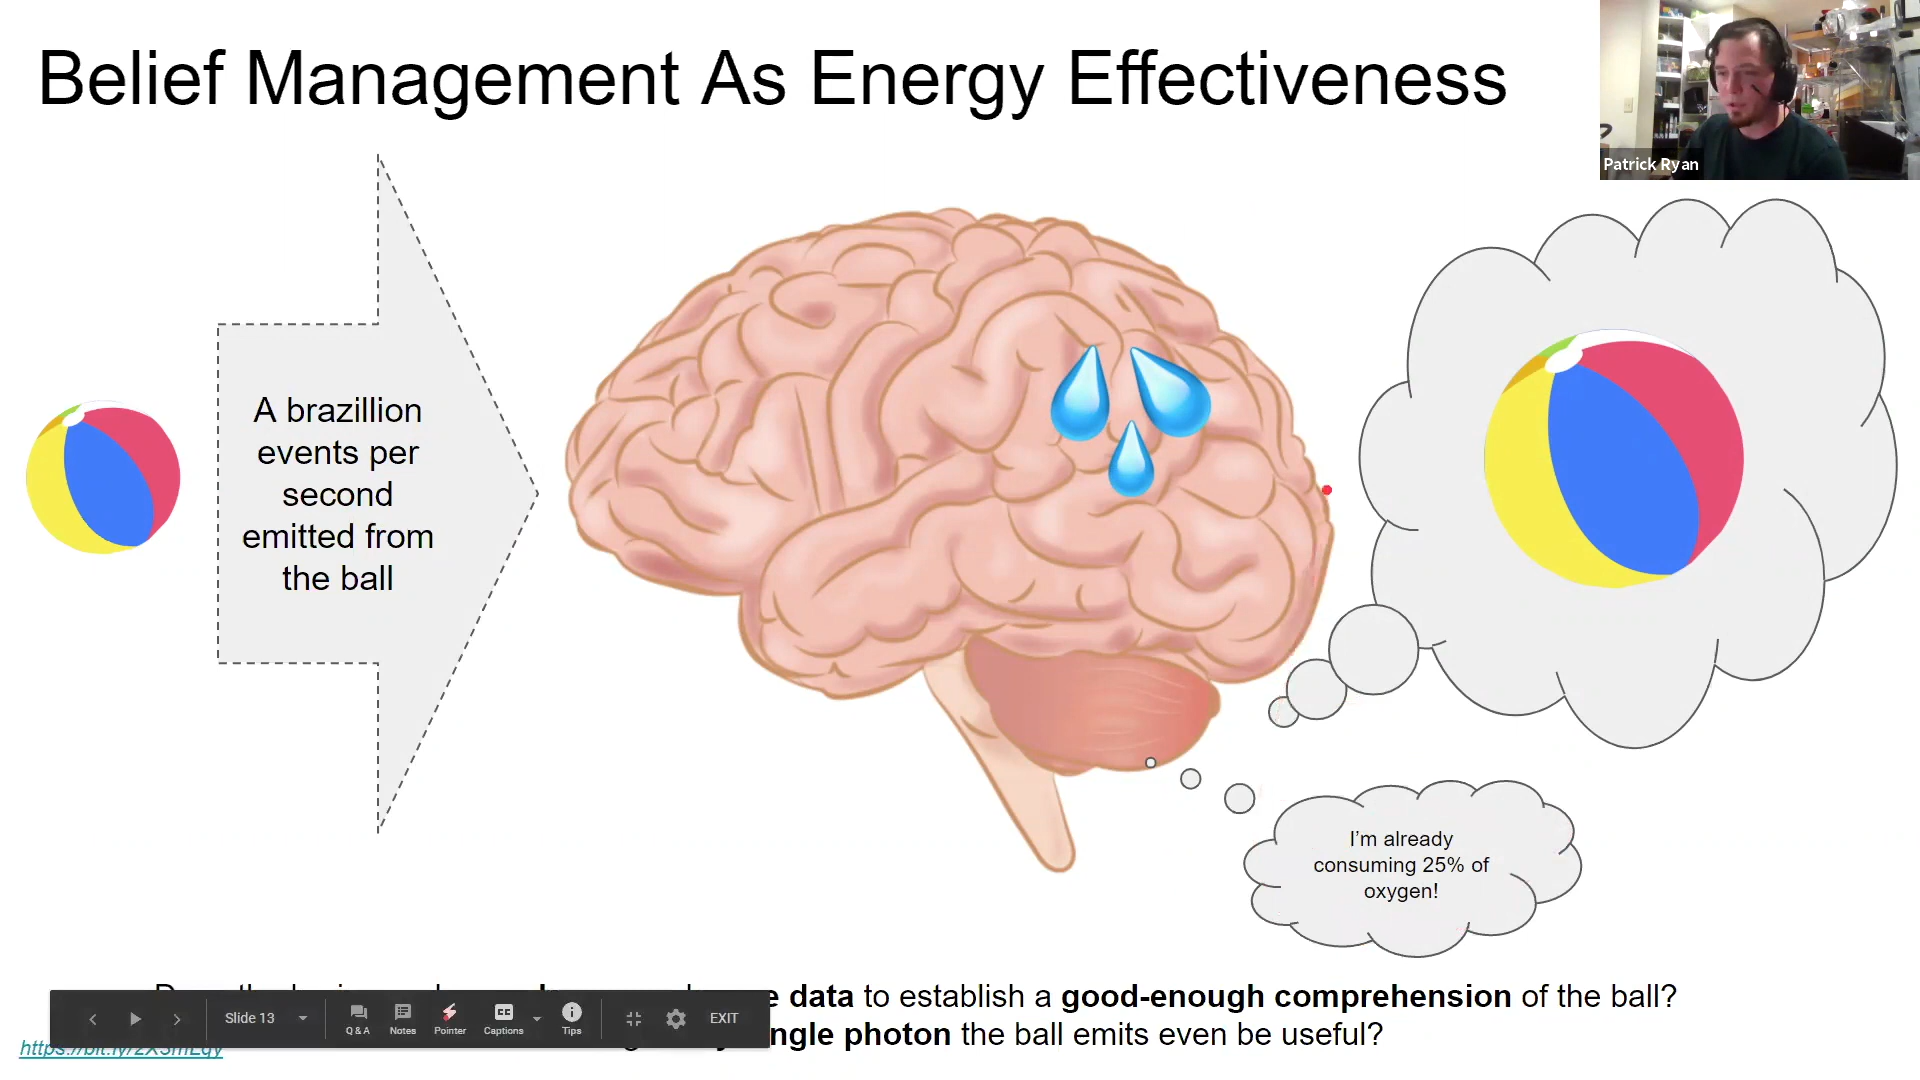 Belief Management As Energy Effectiveness
Patrick Ryan
A brazillion
events per
second
emitted from
the ball
I'm already
consuming 25% of
oxygen!
data to establish a good-enough comprehension of the ball?
photon the ball emits even be useful?
Slide 13
Q & A
Notes
Pointer
Captions
Tips
EXIT